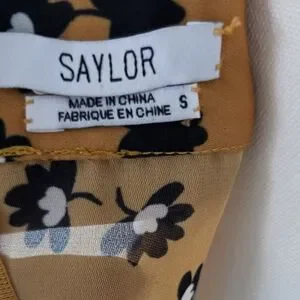 SAYLOR
MADE IN CHINA
FABRIQUE EN CHINE
S